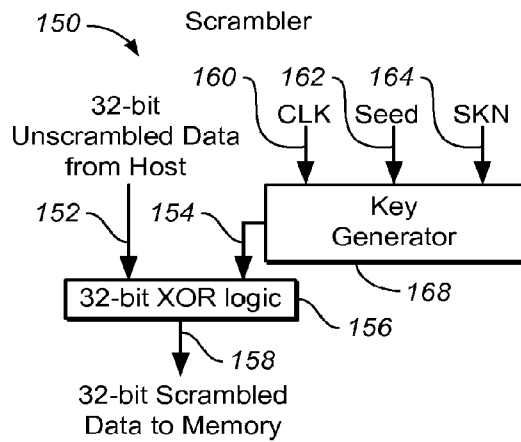 150
Scrambler
160
162
164
32-bit
Unscrambled Data
from Host
CLK
Seed
SKN
152
154
Key
Generator
168
32-bit XOR logic
156
158
32-bit Scrambled
Data to Memory